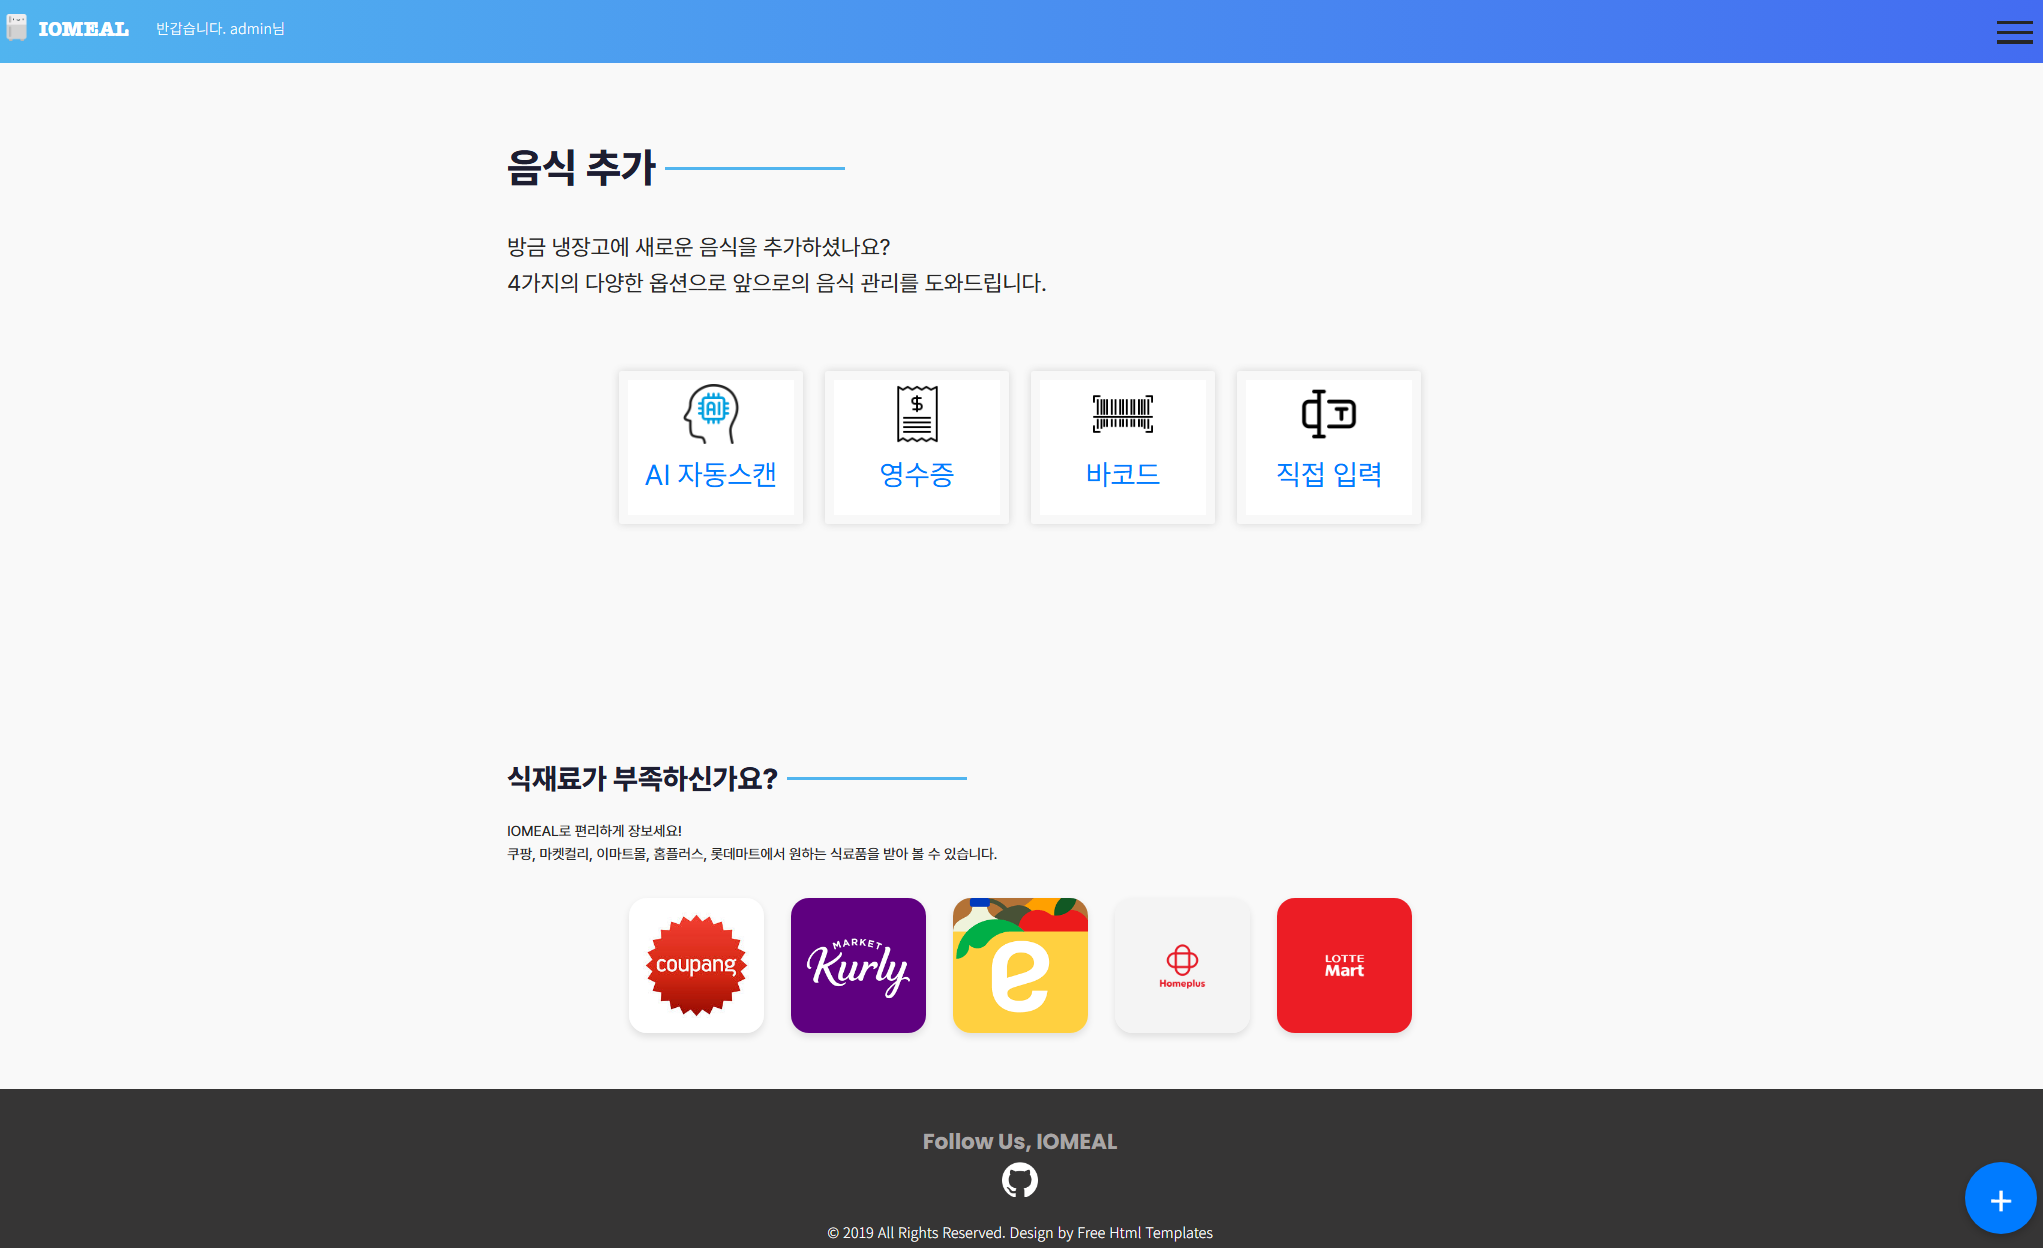 IOMEAL 반갑습니다. admin님
음식 추가
방금 냉장고에 새로운 음식을 추가하셨나요?
4가지의 다양한 옵션으로 앞으로의 음식 관리를 도와드립니다.
AI
$
T
AI 자동스캔
영수증
바코드
직접 입력
식재료가 부족하신가요?
IOMEAL로 편리하게 장보세요!
쿠팡, 마켓컬리, 이마트몰, 홈플러스, 롯데마트에서 원하는 식료품을 받아 볼 수 있습니다.
coupang
MARKET
Kurly
e
Homeplus
LOTTE
Mart
Follow Us, IOMEAL
+
© 2019 All Rights Reserved. Design by Free Html Templates